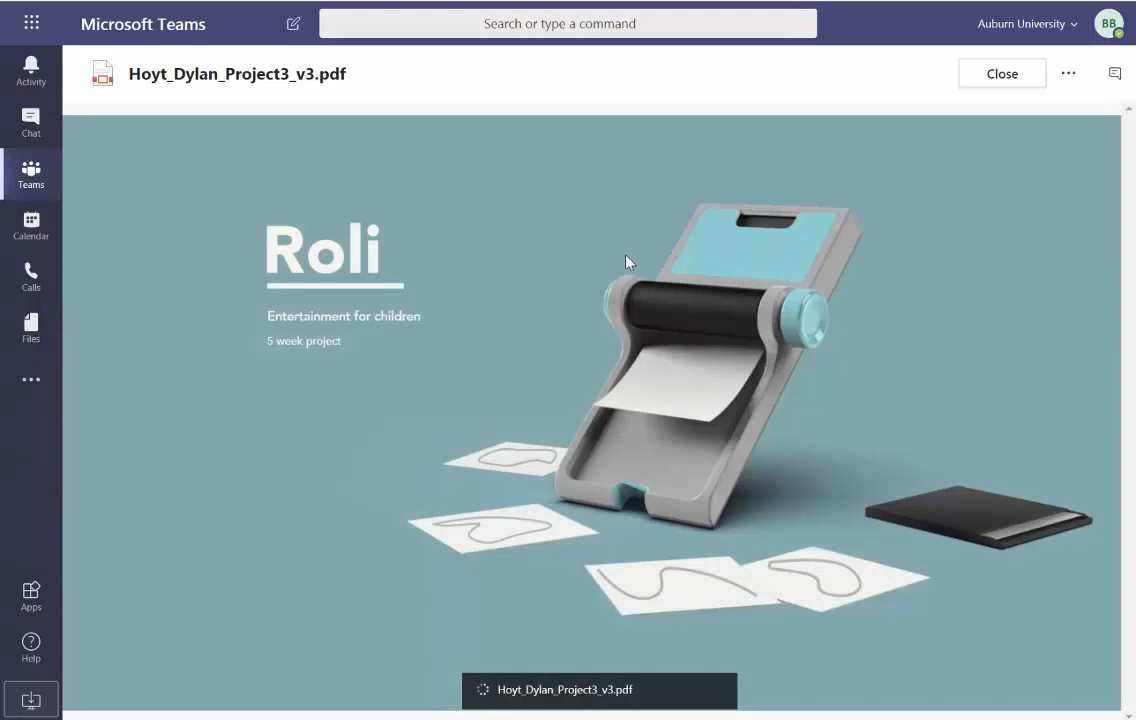 Microsoft Teams
Search or type a command
Auburn University
BB
Activity
Chat
Teams
Calendar
Calls
Files
Apps
Help
Hoyt_Dylan_Project3_v3.pdf
Close
Roli
Entertainment for children
5 week project
Hoyt_Dylan_Project3_v3.pdf